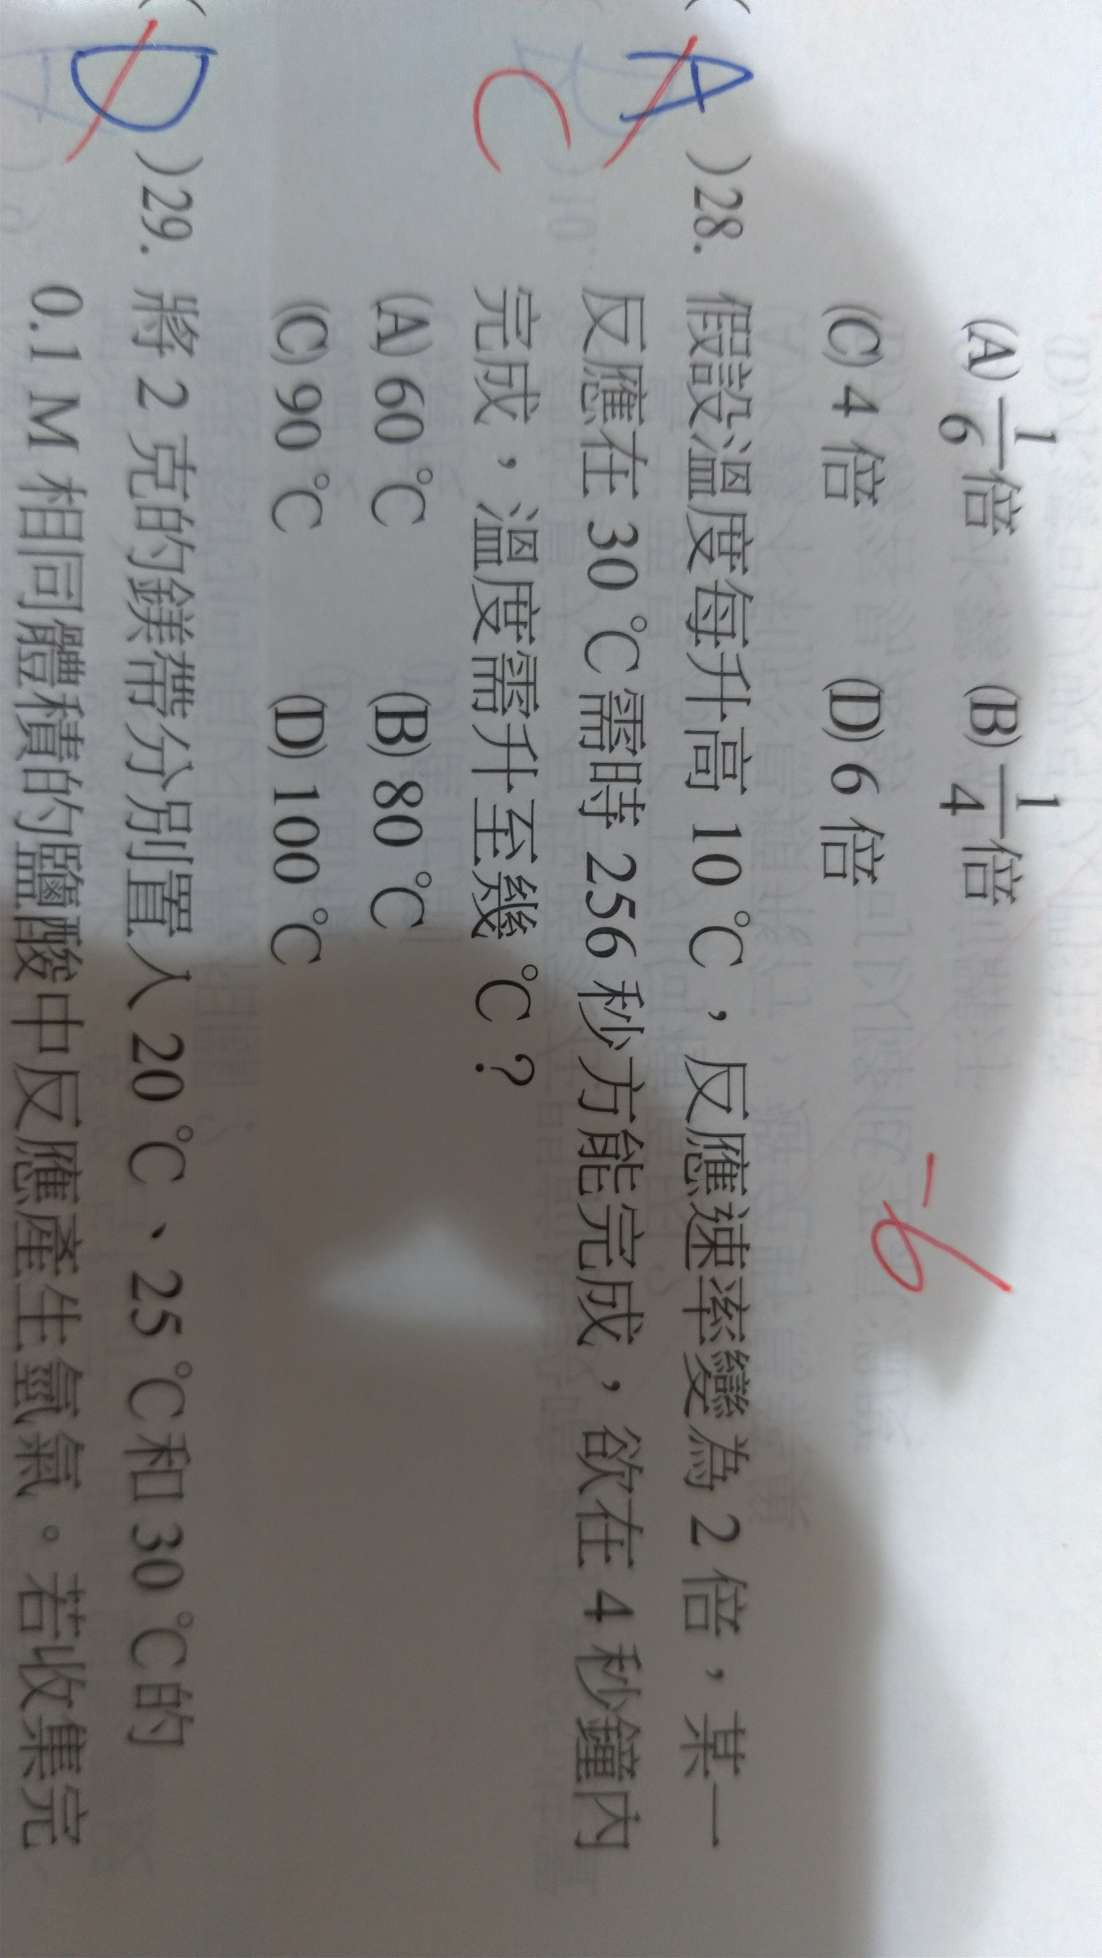 (A) 1/6 倍 (B) 1/4 倍
(C) 4 倍 (D) 6 倍
-6
A )28. 假設溫度每升高 10 ℃,反應速率變為 2 倍,某一
反應在 30 ℃需時 256 秒方能完成,欲在 4 秒鐘內
C 完成,溫度需升至幾 ℃?
(A) 60 ℃ (B) 80 ℃
(C) 90 ℃ (D) 100 ℃
D )29. 將 2 克的鎂帶分別置入 20 ℃、25 ℃和 30 ℃的
0.1 M 相同體積的鹽酸中反應產生氫氣。若收集完